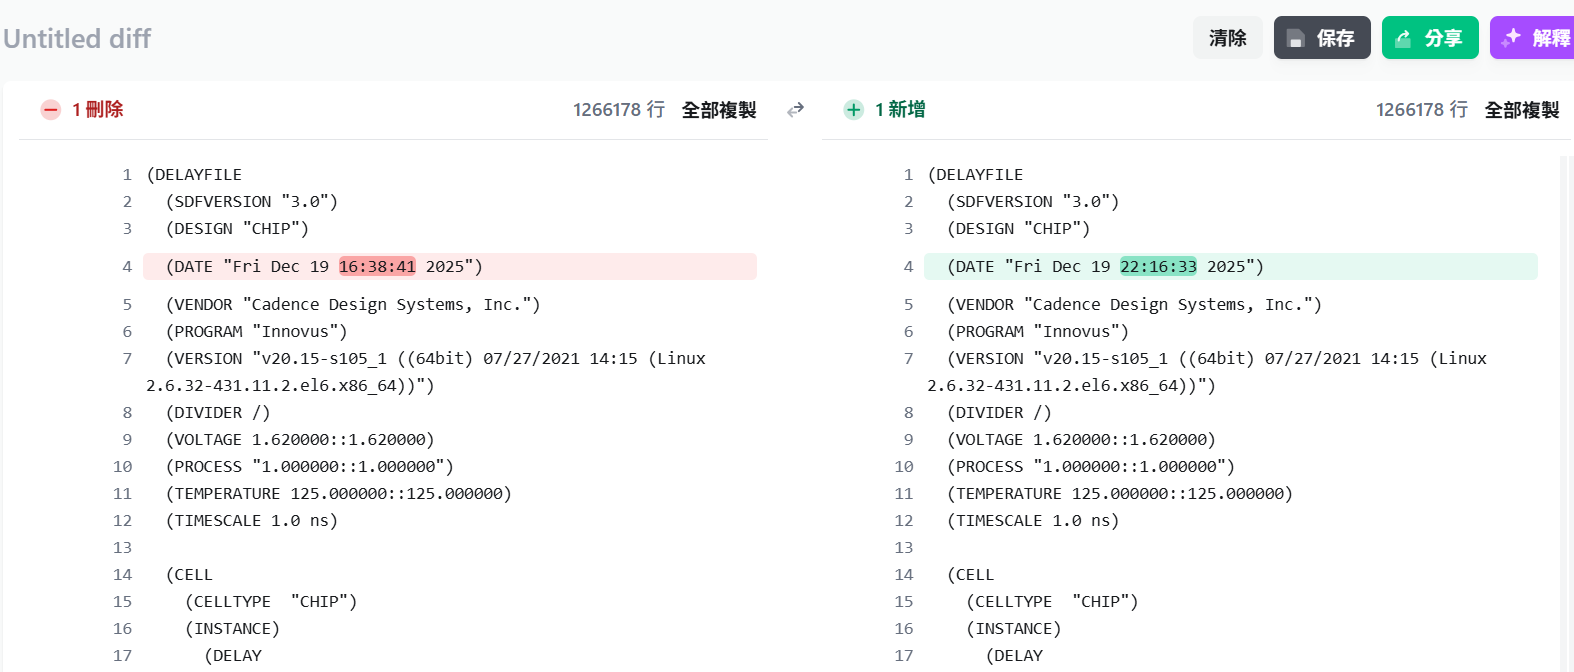 Untitled diff
清除
保存
分享
解釋
1 刪除
1266178 行 全部複製
1 新增
1266178 行 全部複製
1 (DELAYFILE
2 (SDFVERSION "3.0")
3 (DESIGN "CHIP")
4 (DATE "Fri Dec 19 16:38:41 2025")
5 (VENDOR "Cadence Design Systems, Inc.")
6 (PROGRAM "Innovus")
7 (VERSION "v20.15-s105_1 ((64bit) 07/27/2021 14:15 (Linux
2.6.32-431.11.2.el6.x86_64))")
8 (DIVIDER /)
9 (VOLTAGE 1.620000::1.620000)
10 (PROCESS "1.000000::1.000000")
11 (TEMPERATURE 125.000000::125.000000)
12 (TIMESCALE 1.0 ns)
13
14 (CELL
15 (CELLTYPE  "CHIP")
16 (INSTANCE)
17 (DELAY
1 (DELAYFILE
2 (SDFVERSION "3.0")
3 (DESIGN "CHIP")
4 (DATE "Fri Dec 19 22:16:33 2025")
5 (VENDOR "Cadence Design Systems, Inc.")
6 (PROGRAM "Innovus")
7 (VERSION "v20.15-s105_1 ((64bit) 07/27/2021 14:15 (Linux
2.6.32-431.11.2.el6.x86_64))")
8 (DIVIDER /)
9 (VOLTAGE 1.620000::1.620000)
10 (PROCESS "1.000000::1.000000")
11 (TEMPERATURE 125.000000::125.000000)
12 (TIMESCALE 1.0 ns)
13
14 (CELL
15 (CELLTYPE  "CHIP")
16 (INSTANCE)
17 (DELAY